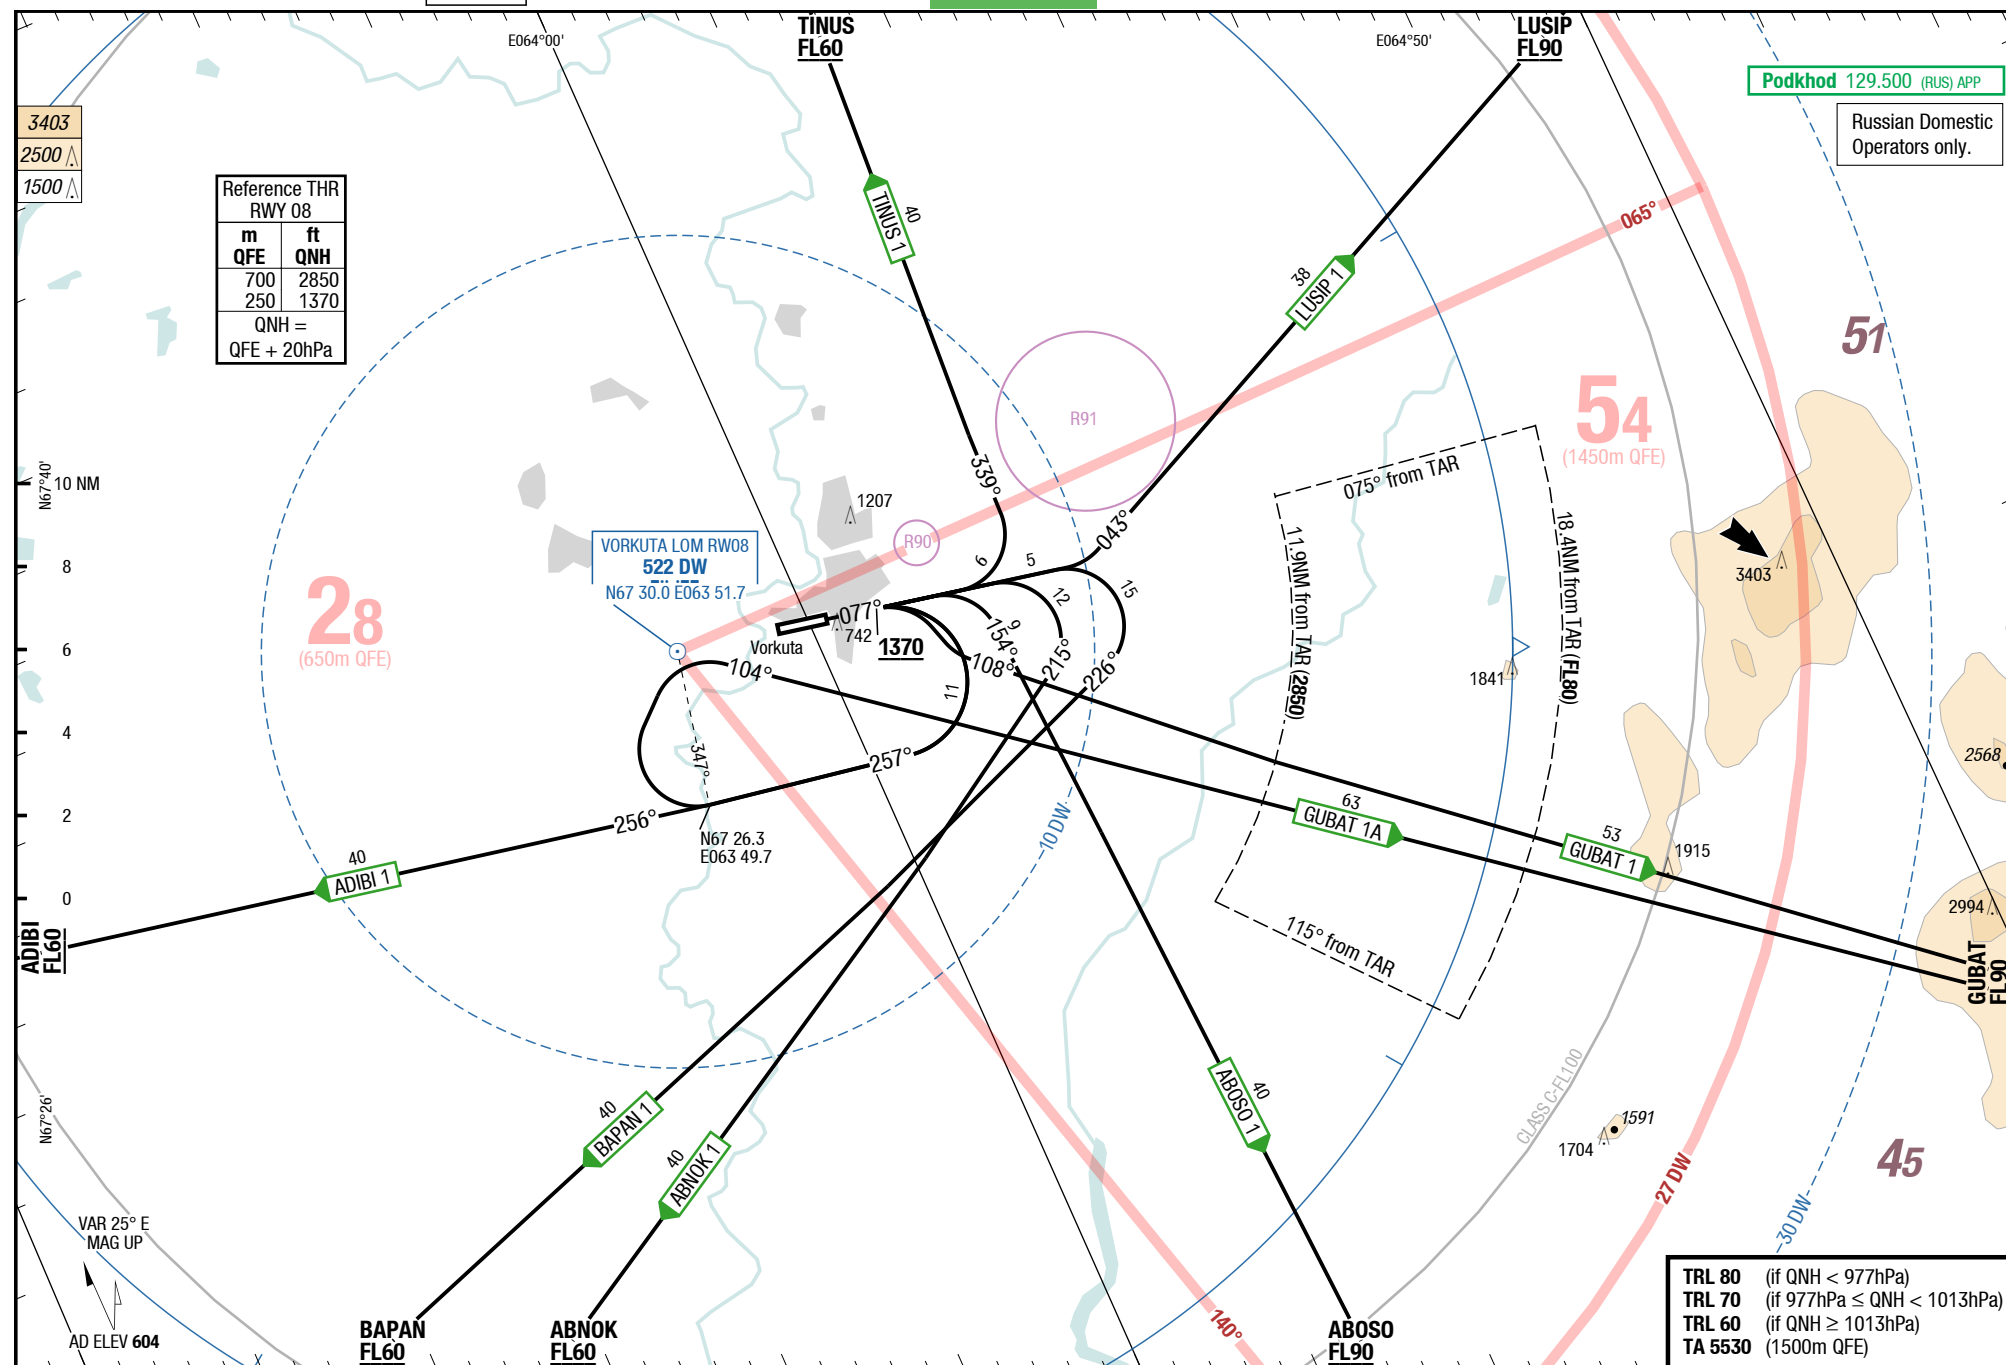 TINUS
FL60
LUSIP
FL90
E064°00'
E064°50'
Podkhod 129.500 (RUS) APP
Russian Domestic
Operators only.
3403
2500
1500
Reference THR
RWY 08
m ft
QFE QNH
700 2850
250 1370
QNH =
QFE + 20hPa
TINUS 1
40
38
LUSIP 1
065°
51
R91
54
(1450m QFE)
339°
N67°40'
10 NM
8
6
4
2
0
1207
R90
043°
075° from TAR
11.9NM from TAR (2850)
18.4NM from TAR (FL80)
3403
VORKUTA LOM RW08
522 DW
N67 30.0 E063 51.7
28
(650m QFE)
6
5
15
12
9
077°
742
Vorkuta
1370
154°
108°
215°
226°
104°
11
1841
347°
257°
2568
256°
N67 26.3
E063 49.7
10 DW
63
GUBAT 1A
53
GUBAT 1
1915
40
ADIBI 1
2994
ADIBI
FL60
115° from TAR
GUBAT
FL90
N67°26'
40
BAPAN 1
40
ABNOK 1
ABOSO 1
40
CLASS C-FL100
1591
1704
45
27 DW
30 DW
VAR 25° E
MAG UP
AD ELEV 604
140°
BAPAN
FL60
ABNOK
FL60
ABOSO
FL90
TRL 80 (if QNH < 977hPa)
TRL 70 (if 977hPa ≤ QNH < 1013hPa)
TRL 60 (if QNH ≥ 1013hPa)
TA 5530 (1500m QFE)